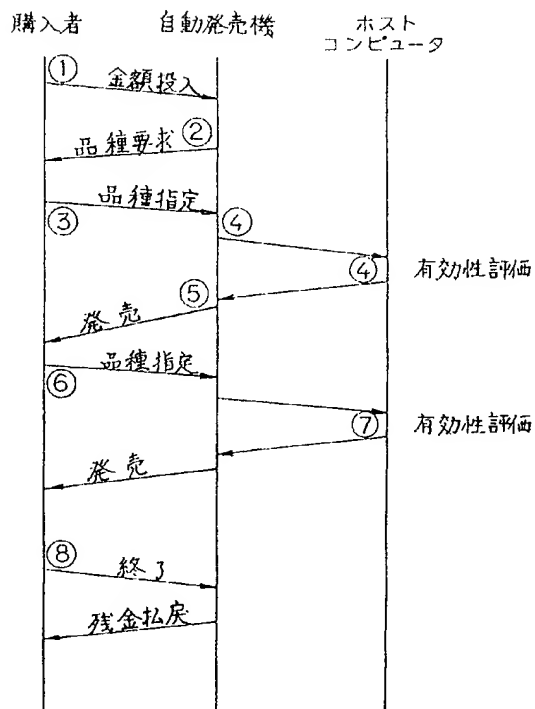 購入者
自動発売機
ホスト
コンピュータ
①
金額投入
②
品種要求
品種指定
③
④
④
有効性評価
⑤
発売
品種指定
⑥
⑦
有効性評価
発売
⑧
終了
残金払戻